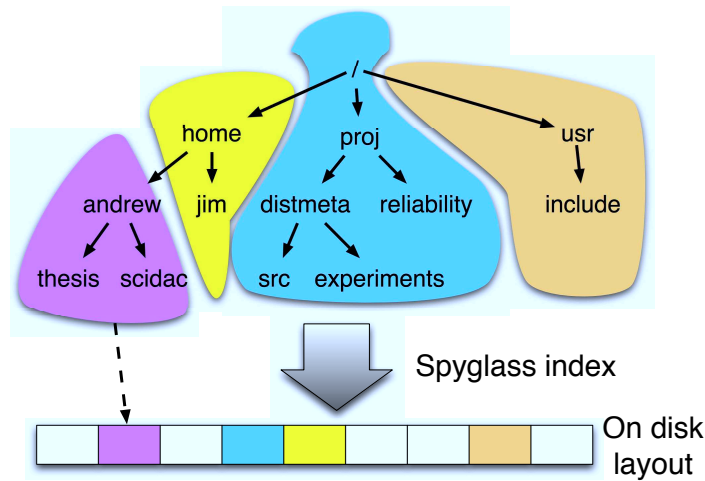 /
home
proj
usr
andrew
jim
distmeta
reliability
include
thesis
scidac
src
experiments
Spyglass index
On disk
layout